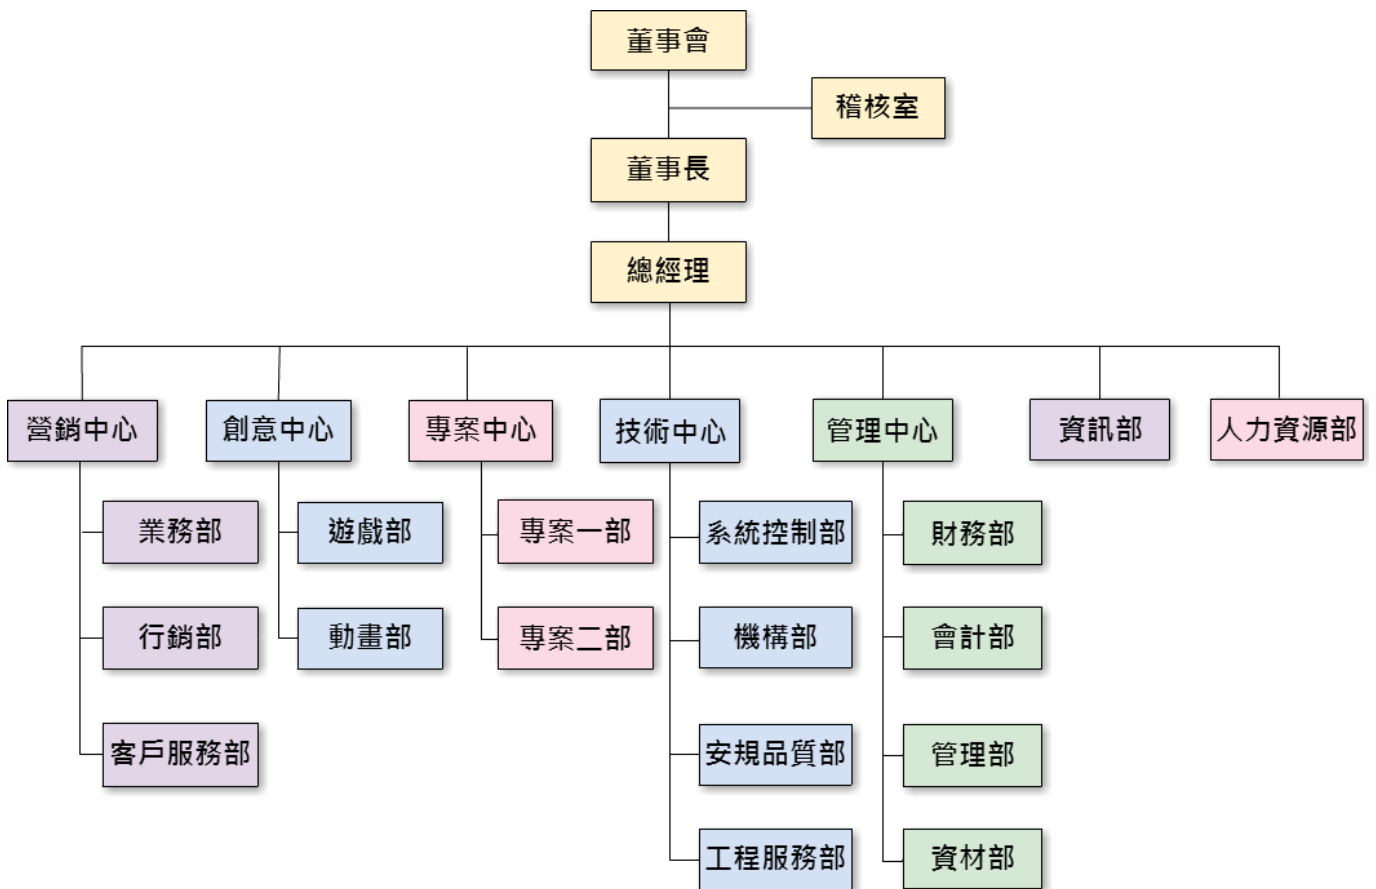 董事會
稽核室
董事長
總經理
營銷中心
創意中心
專案中心
技術中心
管理中心
資訊部
人力資源部
業務部
遊戲部
專案一部
系統控制部
財務部
行銷部
動畫部
專案二部
機構部
會計部
客戶服務部
安規品質部
管理部
工程服務部
資材部